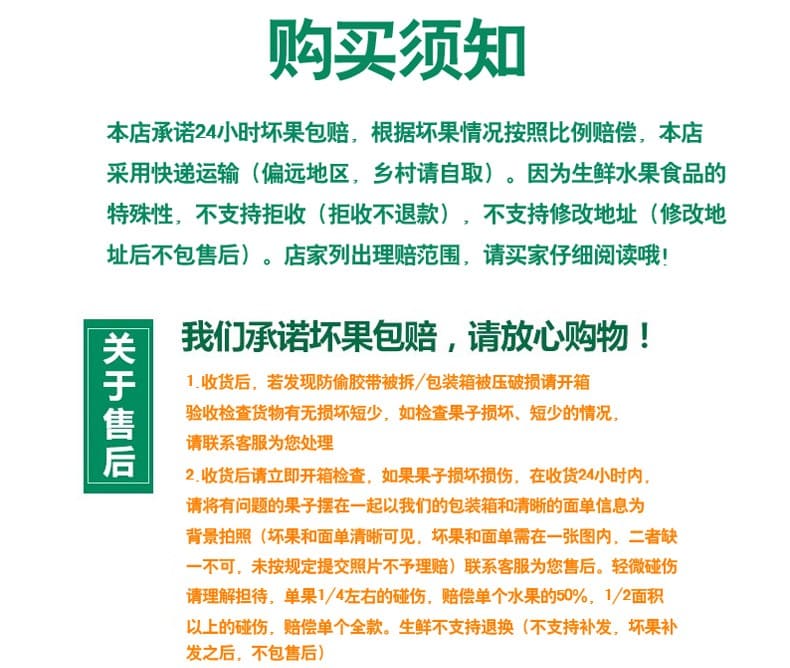 购买须知
本店承诺24小时坏果包赔，根据坏果情况按照比例赔偿，本店
采用快递运输（偏远地区，乡村请自取）。因为生鲜水果食品的
特殊性，不支持拒收（拒收不退款），不支持修改地址（修改地
址后不包售后）。店家列出理赔范围，请买家仔细阅读哦!
关于售后
我们承诺坏果包赔，请放心购物！
1.收货后，若发现防偷胶带被拆/包装箱被压破损请开箱
验收检查货物有无损坏短少，如检查果子损坏、短少的情况，
请联系客服为您处理
2.收货后请立即开箱检查，如果果子损坏损伤，在收货24小时内，
请将有问题的果子摆在一起以我们的包装箱和清晰的面单信息为
背景拍照（坏果和面单清晰可见，坏果和面单需在一张图内，二者缺
一不可，未按规定提交照片不予理赔）联系客服为您售后。轻微碰伤
请理解担待，单果1/4左右的碰伤，赔偿单个水果的50%，1/2面积
以上的碰伤，赔偿单个全款。生鲜不支持退换（不支持补发，坏果补
发之后，不包售后）